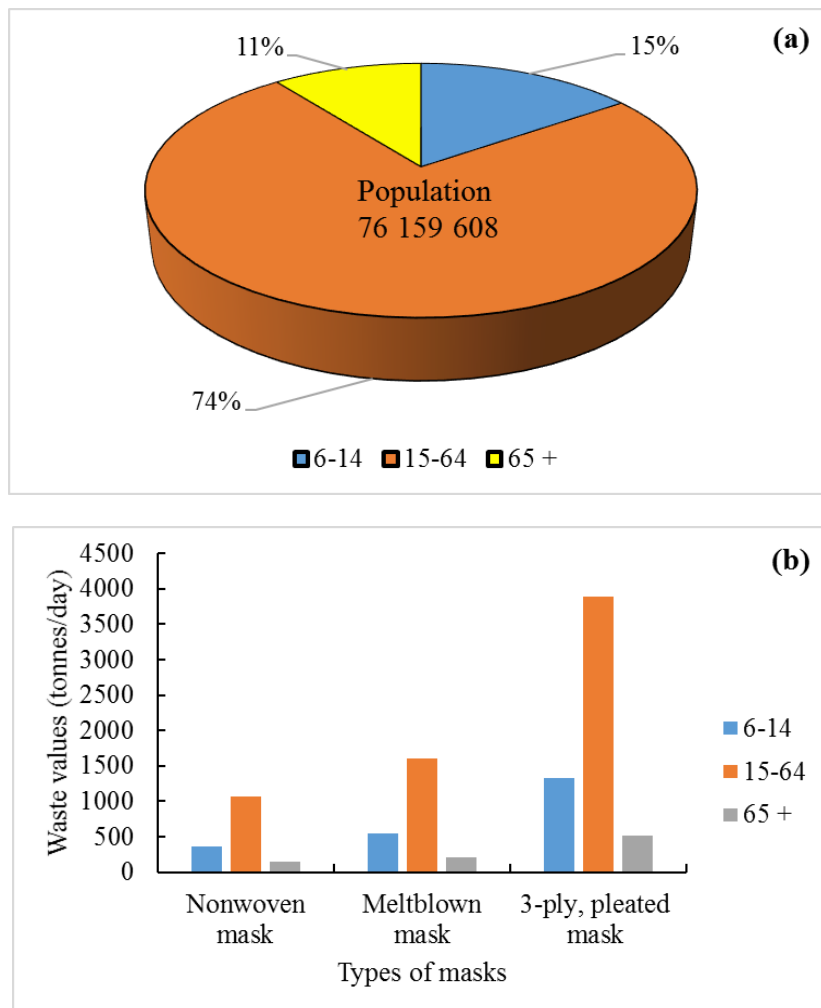 (a)
11%
15%
Population
76 159 608
74%
6-14 15-64 65 +
(b)
Waste values (tonnes/day)
4500
4000
3500
3000
2500
2000
1500
1000
500
0
6-14
15-64
65 +
Nonwoven mask
Meltblown mask
3-ply, pleated mask
Types of masks